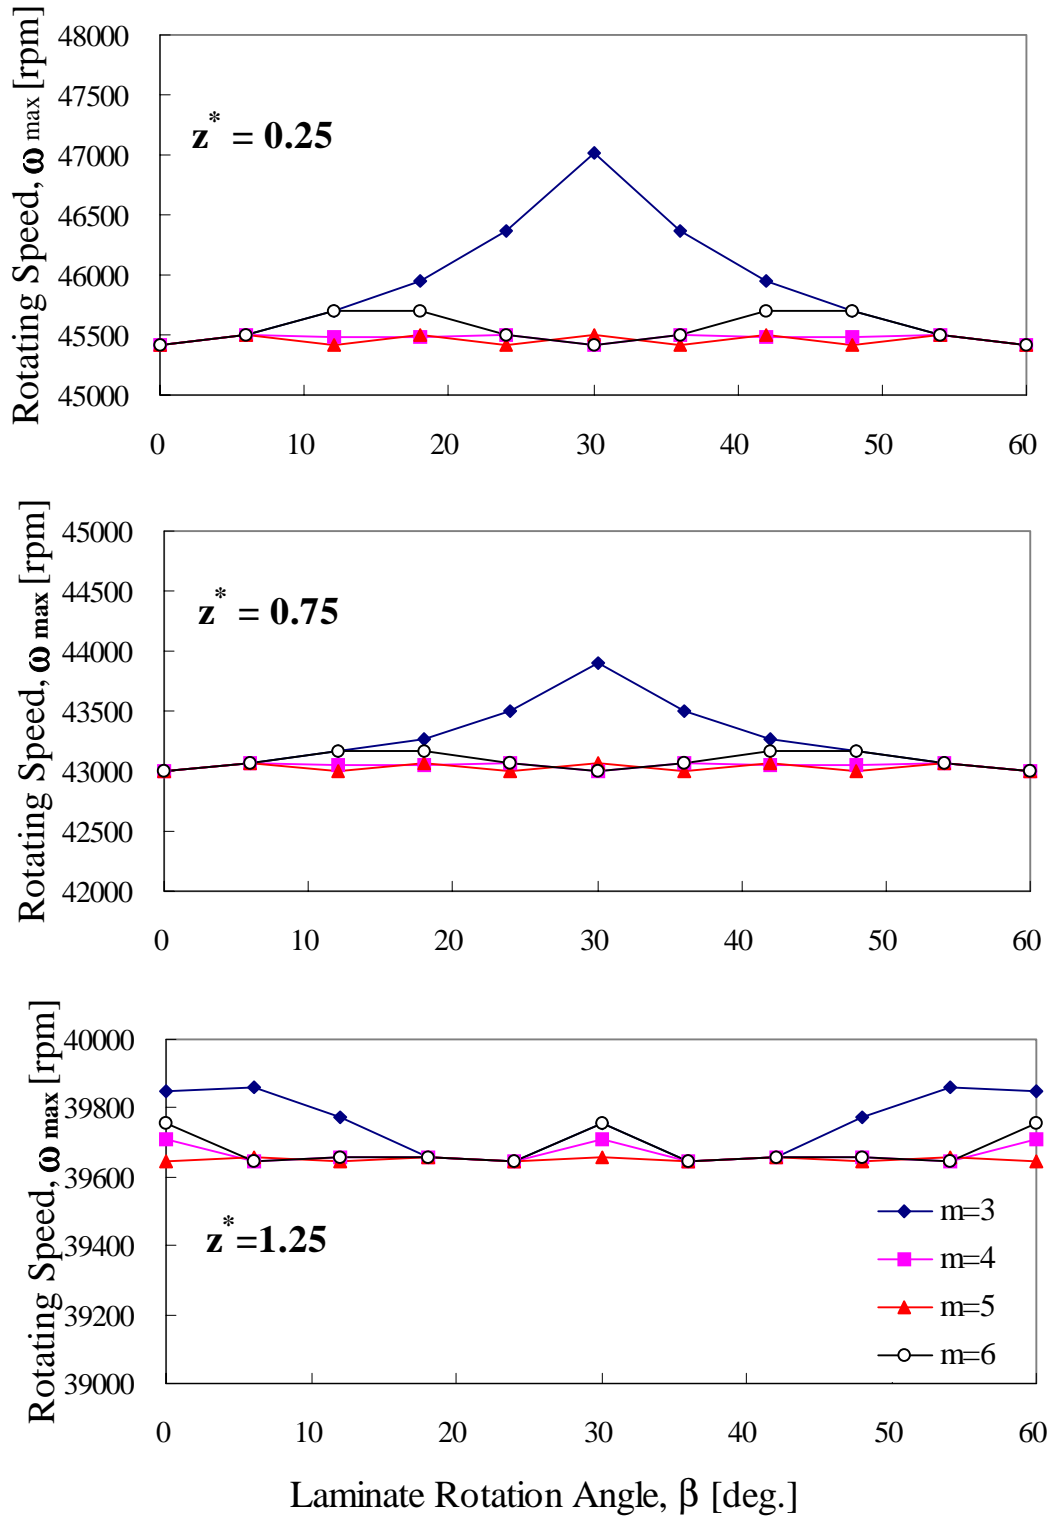 Rotating Speed, ω max [rpm]
48000
47500
47000
46500
46000
45500
45000
z* = 0.25
0 10 20 30 40 50 60
Rotating Speed, ω max [rpm]
45000
44500
44000
43500
43000
42500
42000
z* = 0.75
0 10 20 30 40 50 60
Rotating Speed, ω max [rpm]
40000
39800
39600
39400
39200
39000
z* =1.25
m=3
m=4
m=5
m=6
0 10 20 30 40 50 60
Laminate Rotation Angle, β [deg.]